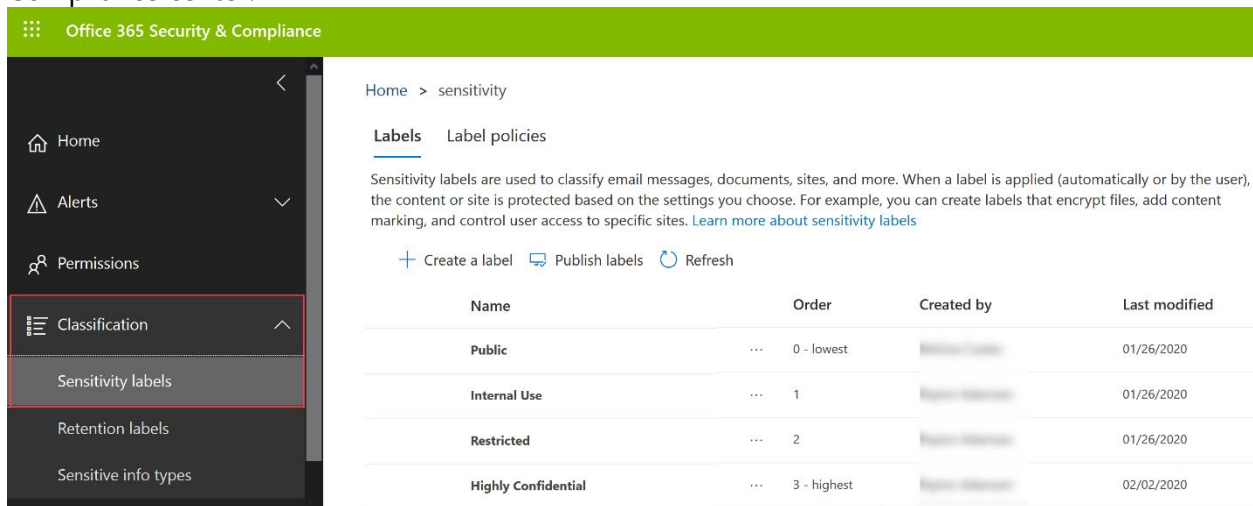 Office 365 Security & Compliance
Home
Alerts
Permissions
Classification
Sensitivity labels
Retention labels
Sensitive info types
Home > sensitivity
Labels Label policies
Sensitivity labels are used to classify email messages, documents, sites, and more. When a label is applied (automatically or by the user),
the content or site is protected based on the settings you choose. For example, you can create labels that encrypt files, add content
marking, and control user access to specific sites. Learn more about sensitivity labels
Create a label Publish labels Refresh
Name Order Created by Last modified
Public ... 0 - lowest 01/26/2020
Internal Use ... 1 01/26/2020
Restricted ... 2 01/26/2020
Highly Confidential ... 3 - highest 02/02/2020